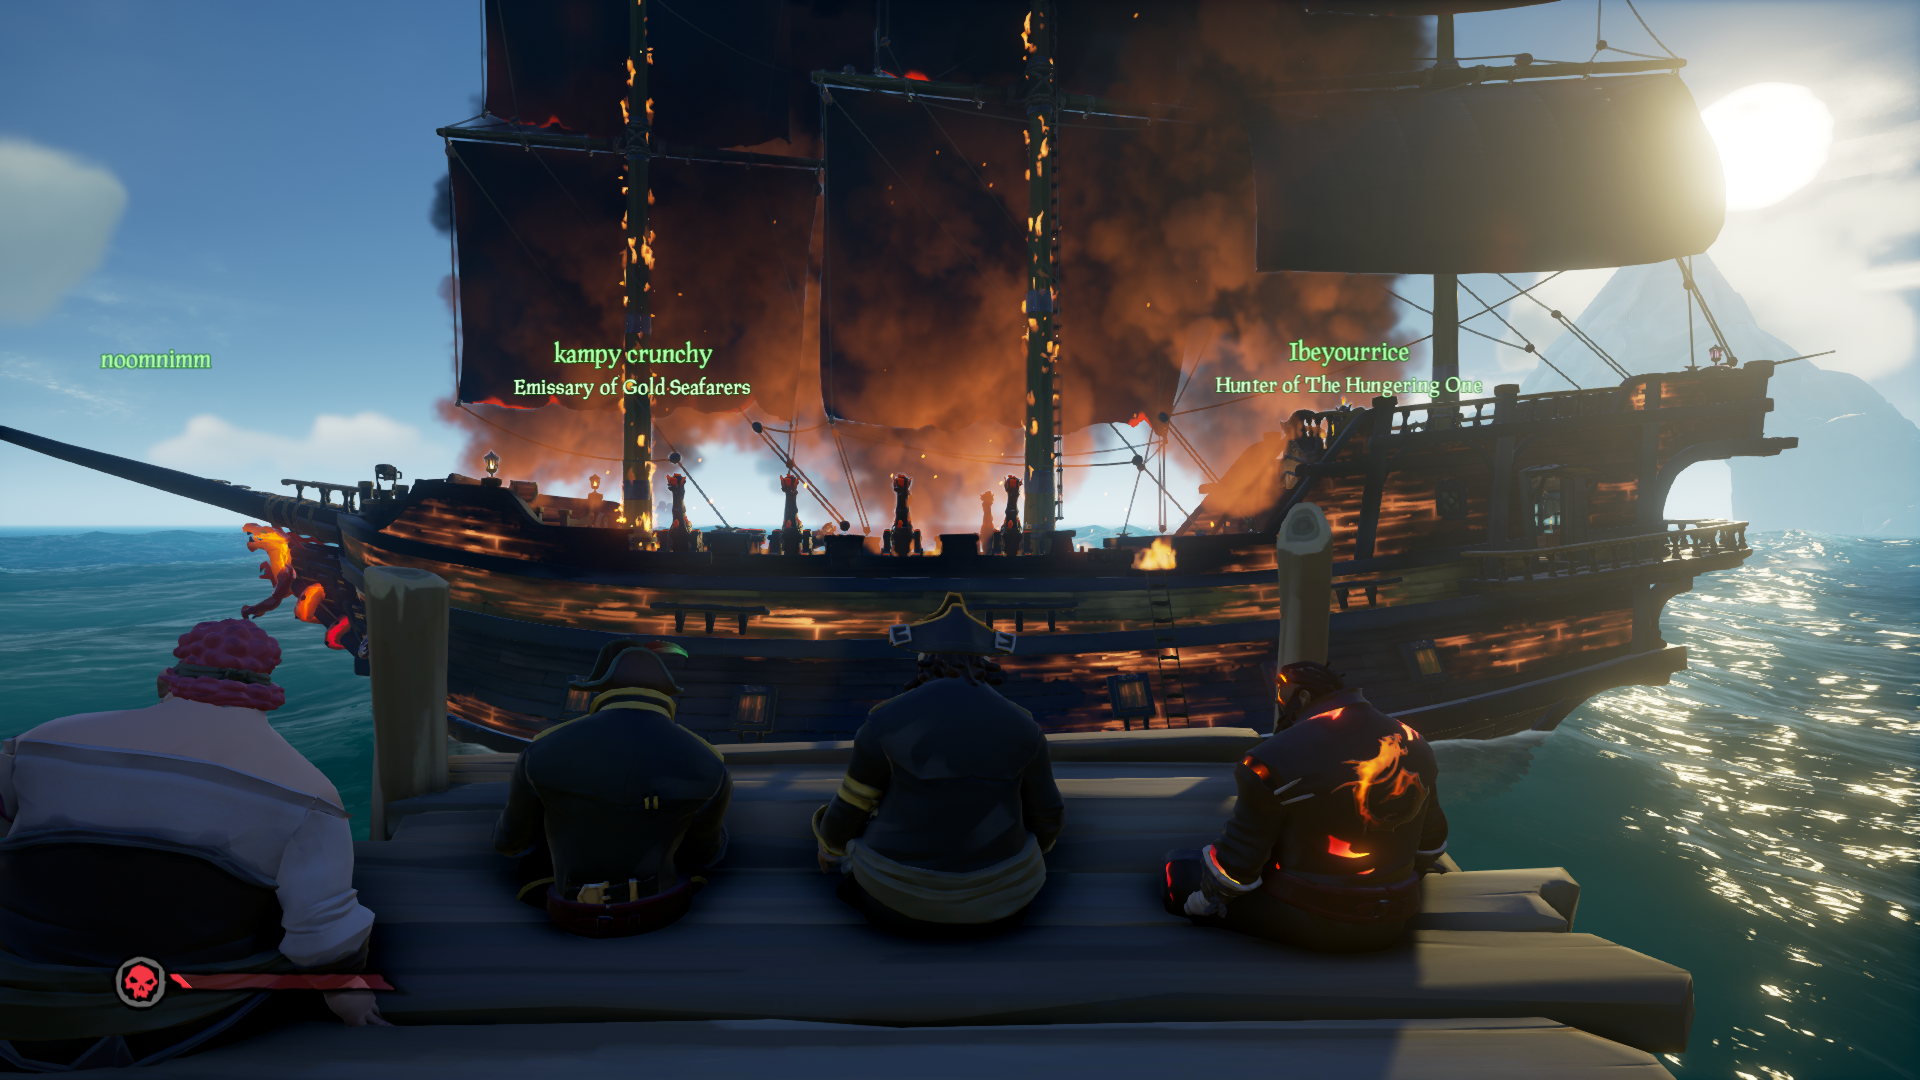 noomnimm
kampy crunchy
Emissary of Gold Seafarers
Ibeyourrice
Hunter of The Hungering One